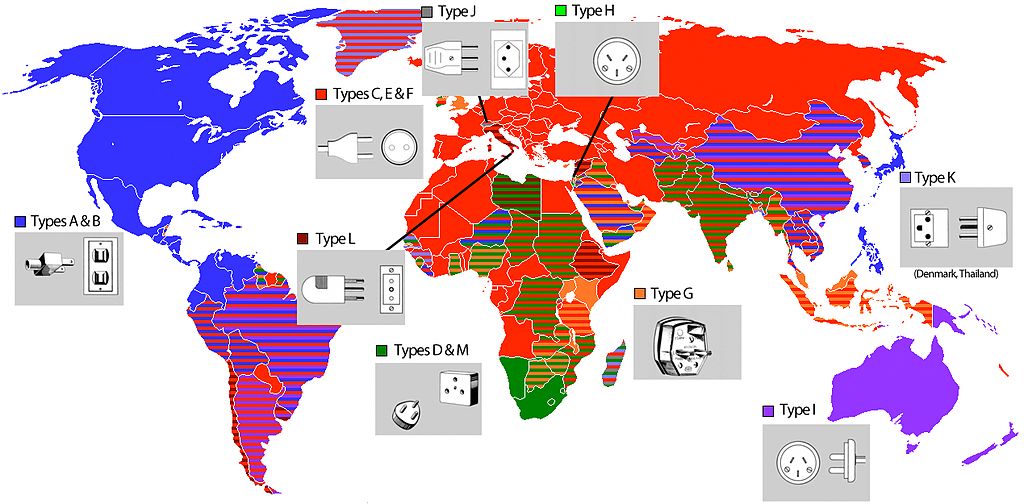 Type J
Type H
Types C, E & F
Type K
(Denmark, Thailand)
Types A & B
Type L
Type G
Types D & M
Type I